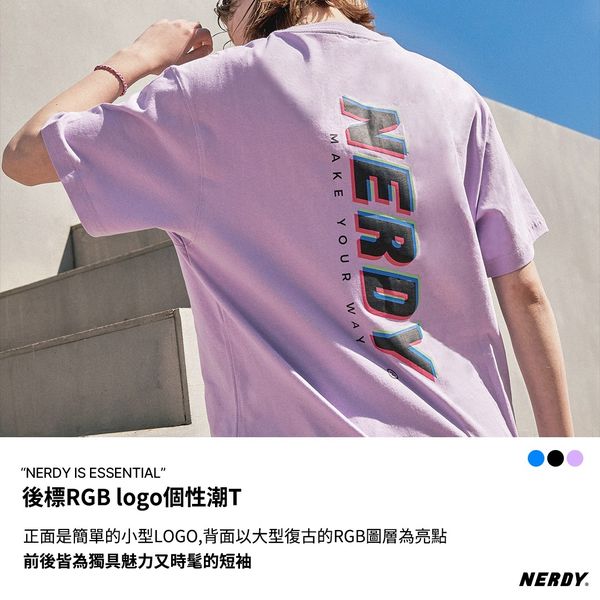 NERDY
MAKE YOUR WAY
®
"NERDY IS ESSENTIAL"
後標RGB logo個性潮T
正面是簡單的小型LOGO,背面以大型復古的RGB圖層為亮點
前後皆為獨具魅力又時髦的短袖
NERDY®